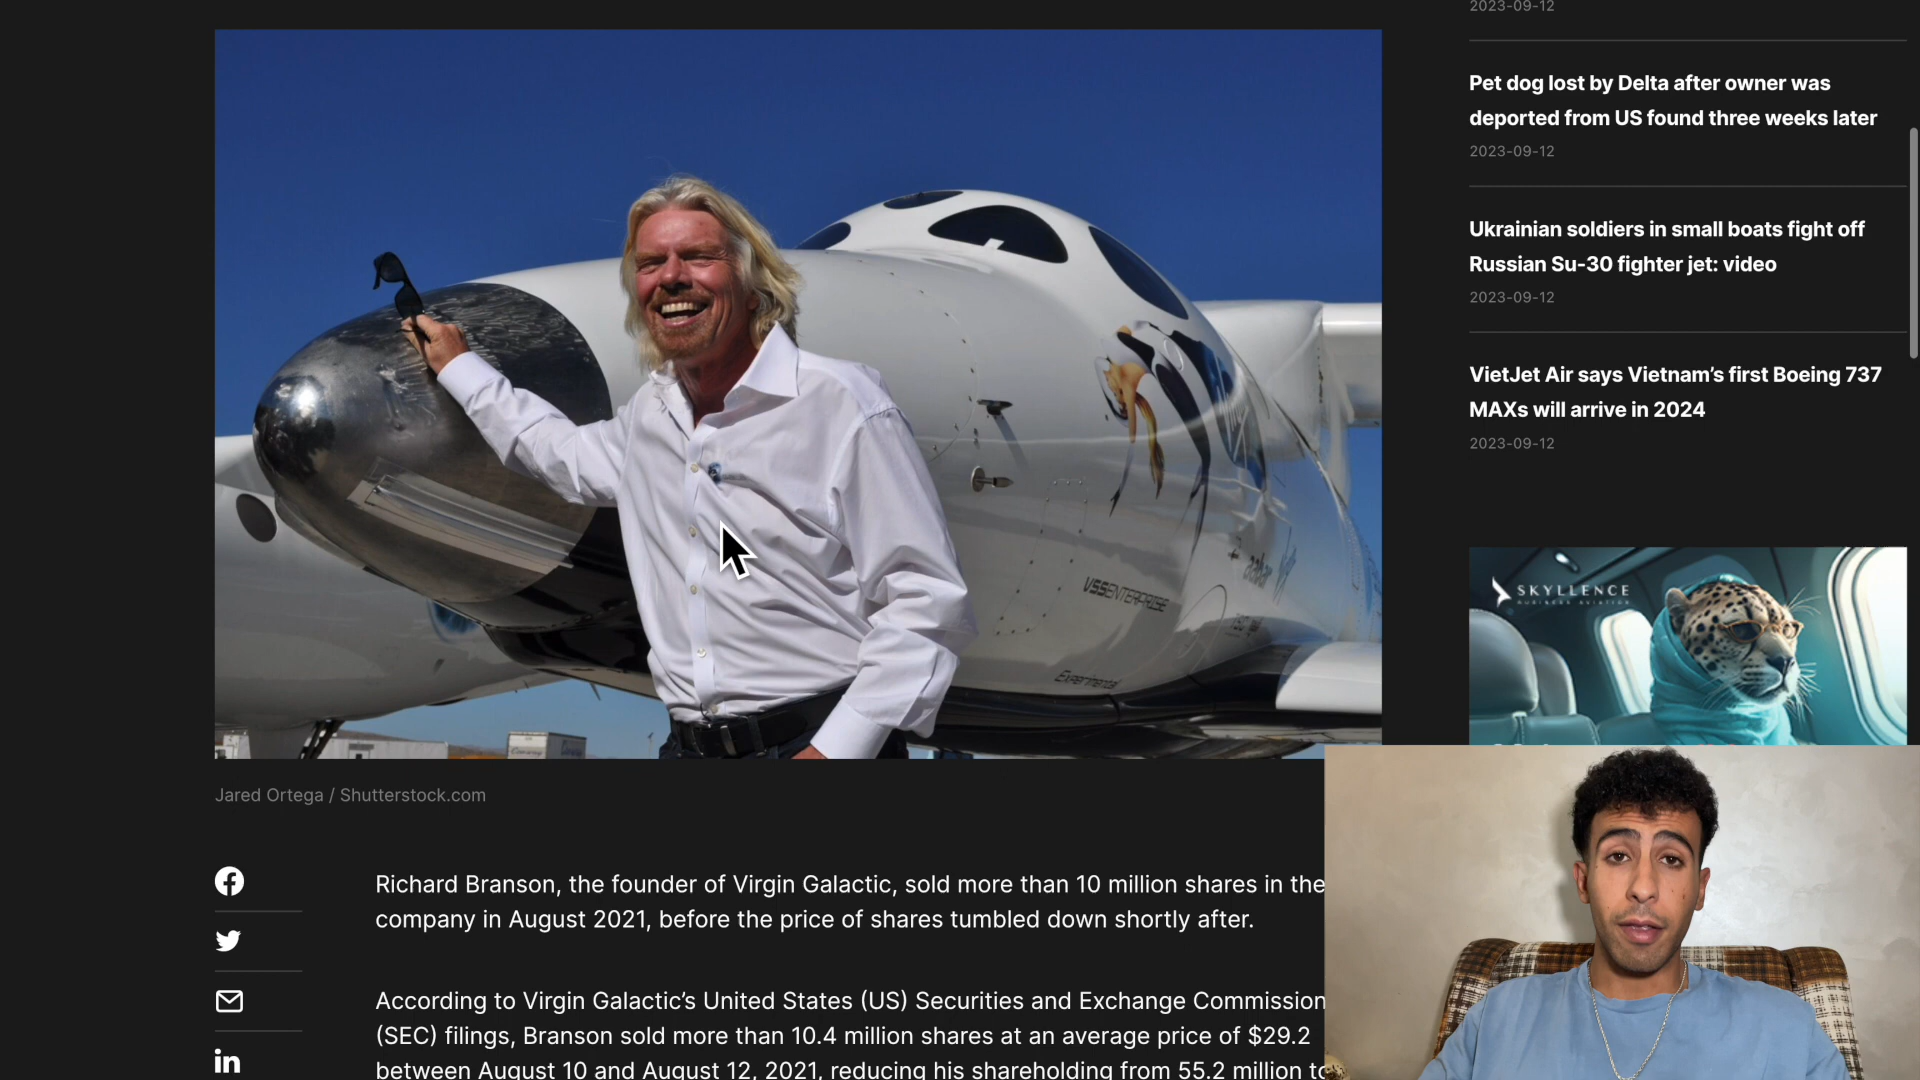 2023-09-12
Pet dog lost by Delta after owner was
deported from US found three weeks later
2023-09-12
Ukrainian soldiers in small boats fight off
Russian Su-30 fighter jet: video
2023-09-12
VietJet Air says Vietnam’s first Boeing 737
MAXs will arrive in 2024
2023-09-12
SKYLLENCE
BUSINESS AVIATION
VSSENTERPRISE
Experimental
Jared Ortega / Shutterstock.com
Richard Branson, the founder of Virgin Galactic, sold more than 10 million shares in the
company in August 2021, before the price of shares tumbled down shortly after.
According to Virgin Galactic’s United States (US) Securities and Exchange Commission
(SEC) filings, Branson sold more than 10.4 million shares at an average price of $29.2
between August 10 and August 12, 2021, reducing his shareholding from 55.2 million to